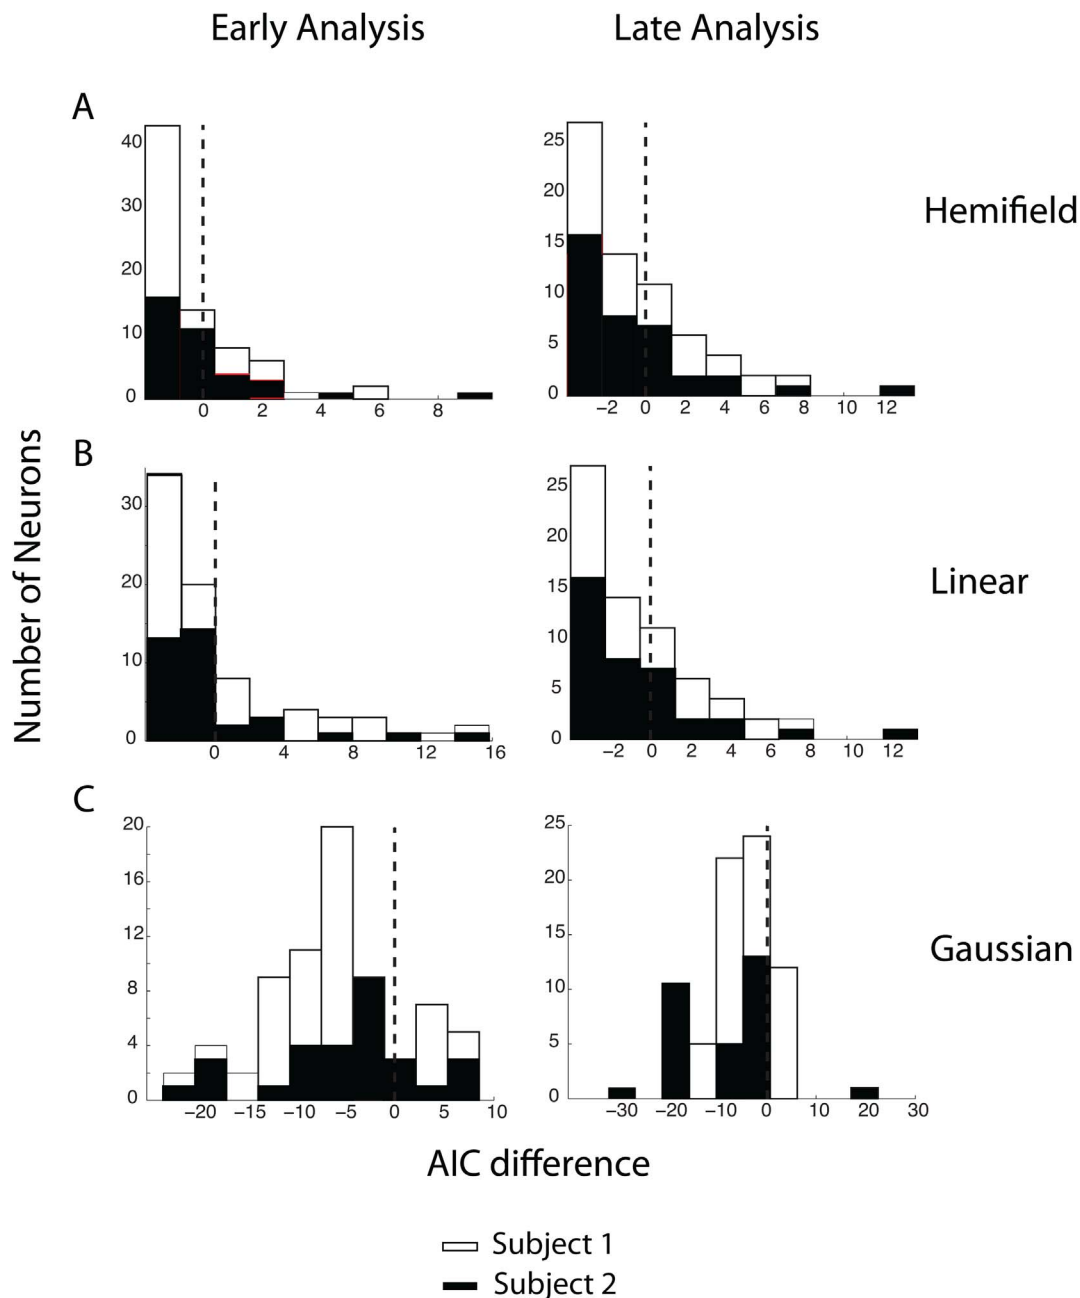 Early Analysis Late Analysis
A
40
30
20
10
0
0 2 4 6 8
25
20
15
10
5
0
−2 0 2 4 6 8 10 12
Hemifield
B
30
20
10
0
0 4 8 12 16
25
20
15
10
5
0
−2 0 2 4 6 8 10 12
Linear
C
20
16
12
8
4
0
−20 −15 −10 −5 0 5 10
25
20
15
10
5
0
−30 −20 −10 0 10 20 30
Gaussian
Number of Neurons
AIC difference
Subject 1
Subject 2